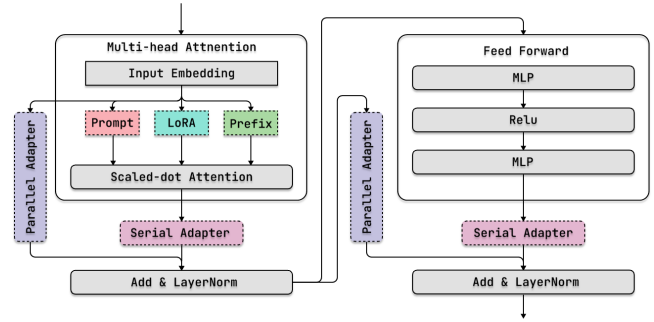 Multi-head Attnention
Input Embedding
Prompt
LoRA
Prefix
Scaled-dot Attention
Parallel Adapter
Serial Adapter
Add & LayerNorm
Feed Forward
MLP
Relu
MLP
Parallel Adapter
Serial Adapter
Add & LayerNorm